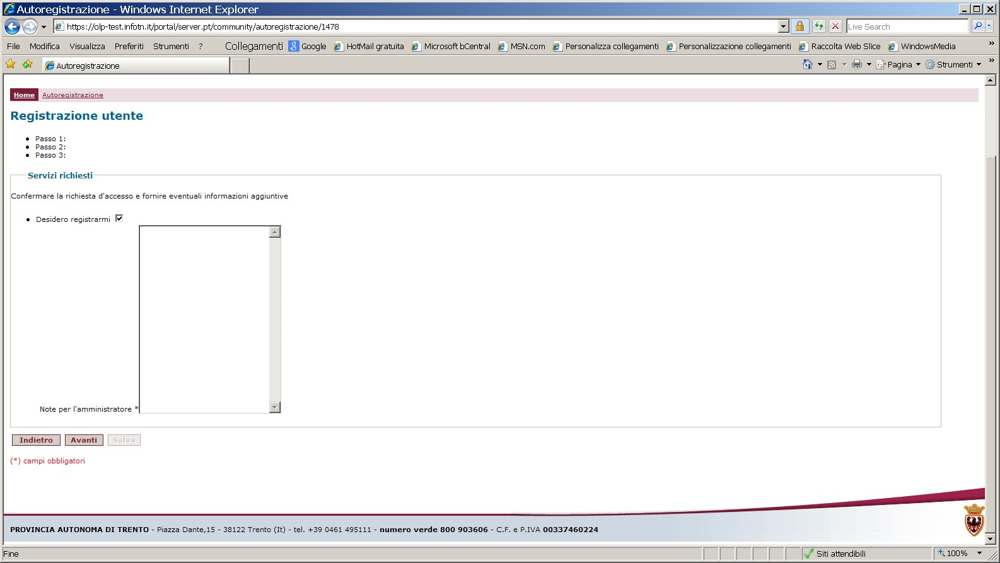 Autoregistrazione - Windows Internet Explorer
https://olp-test.infotn.it/portal/server.pt/community/autoregistrazione/1478
Live Search
File Modifica Visualizza Preferiti Strumenti ? Collegamenti Google HotMail gratuita Microsoft bCentral MSN.com Personalizza collegamenti Personalizzazione collegamenti Raccolta Web Slice WindowsMedia »
Autoregistrazione Pagina Strumenti »
Home Autoregistrazione
Registrazione utente
• Passo 1:
• Passo 2:
• Passo 3:
Servizi richiesti
Confermare la richiesta d'accesso e fornire eventuali informazioni aggiuntive
• Desidero registrarmi
Note per l'amministratore *
Indietro Avanti Salva
(*) campi obbligatori
PROVINCIA AUTONOMA DI TRENTO - Piazza Dante,15 - 38122 Trento (It) - tel. +39 0461 495111 - numero verde 800 903606 - C.F. e P.IVA 00337460224
Fine Siti attendibili 100%